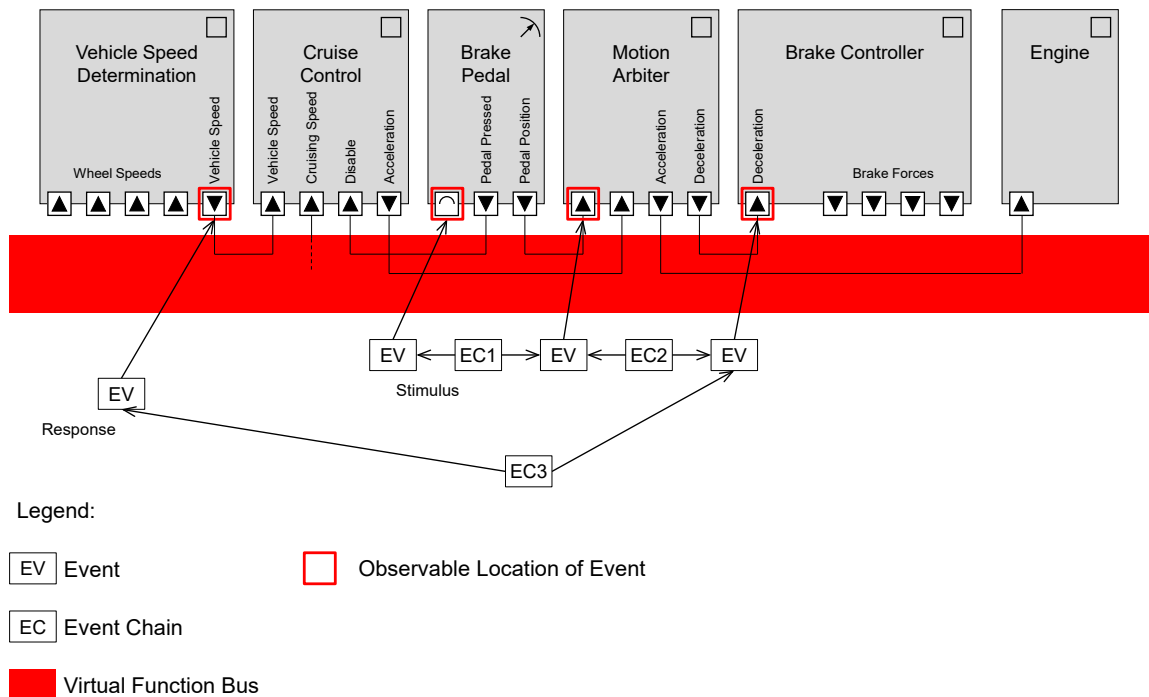 Vehicle Speed
Determination
Cruise
Control
Brake
Pedal
Motion
Arbiter
Brake Controller
Engine
Wheel Speeds
Vehicle Speed
Vehicle Speed
Cruising Speed
Disable
Acceleration
Pedal Pressed
Pedal Position
Acceleration
Deceleration
Deceleration
Brake Forces
EV
EC1
EV
EC2
EV
Stimulus
EV
Response
EC3
Legend:
EV Event
Observable Location of Event
EC Event Chain
Virtual Function Bus